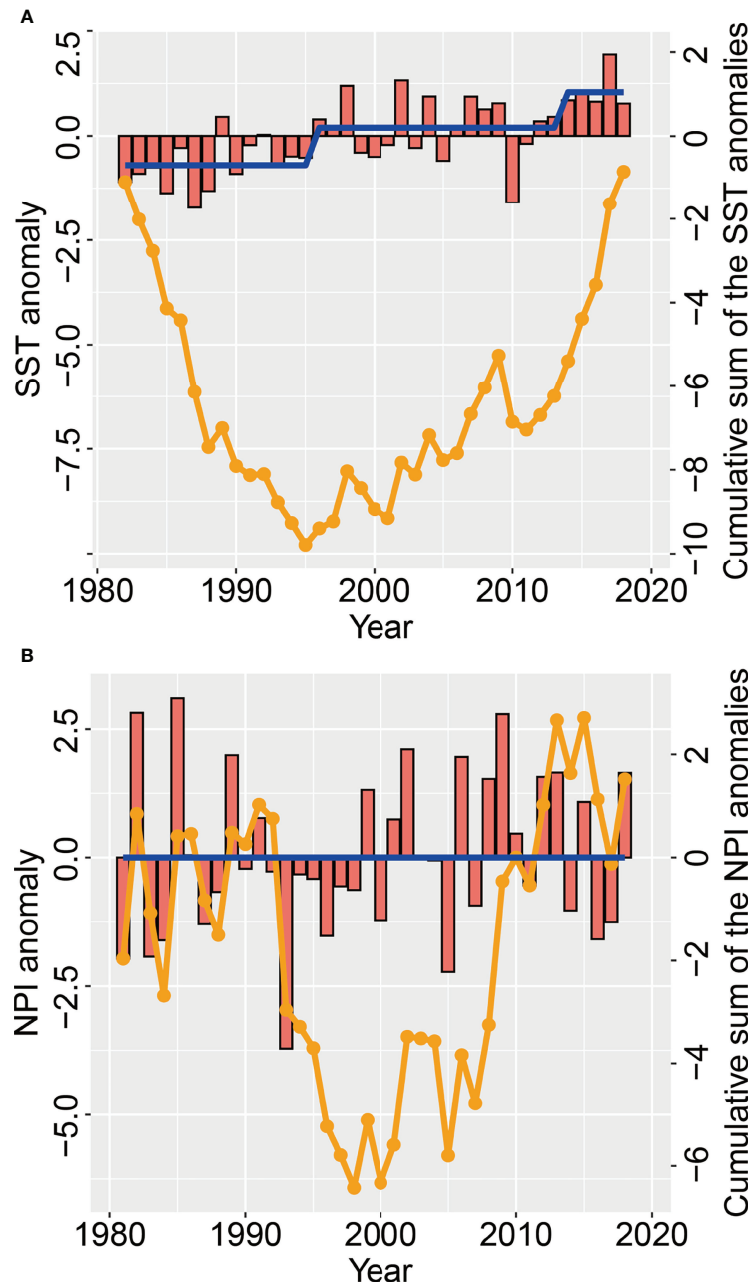 A
2.5
0.0
−2.5
−5.0
−7.5
SST anomaly
2
0
−2
−4
−6
−8
−10
Cumulative sum of the SST anomalies
1980 1990 2000 2010 2020
Year
B
2.5
0.0
−2.5
−5.0
NPI anomaly
2
0
−2
−4
−6
Cumulative sum of the NPI anomalies
1980 1990 2000 2010 2020
Year